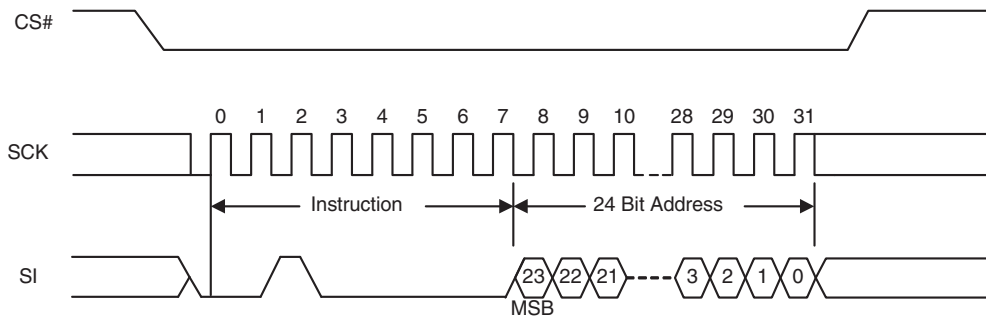 CS#
0 1 2 3 4 5 6 7 8 9 10 28 29 30 31
SCK
Instruction 24 Bit Address
SI 23 22 21 3 2 1 0
MSB